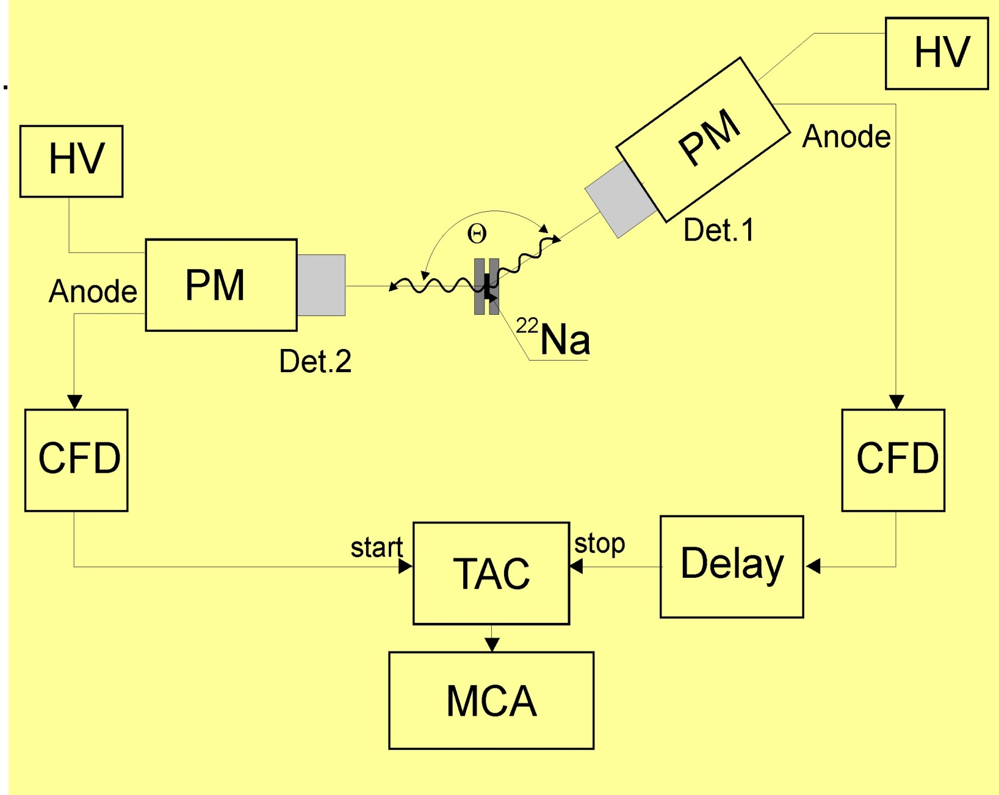 HV
HV
PM
Anode
Det.1
Θ
PM
Anode
Det.2
²²Na
CFD
CFD
start
TAC
stop
Delay
MCA